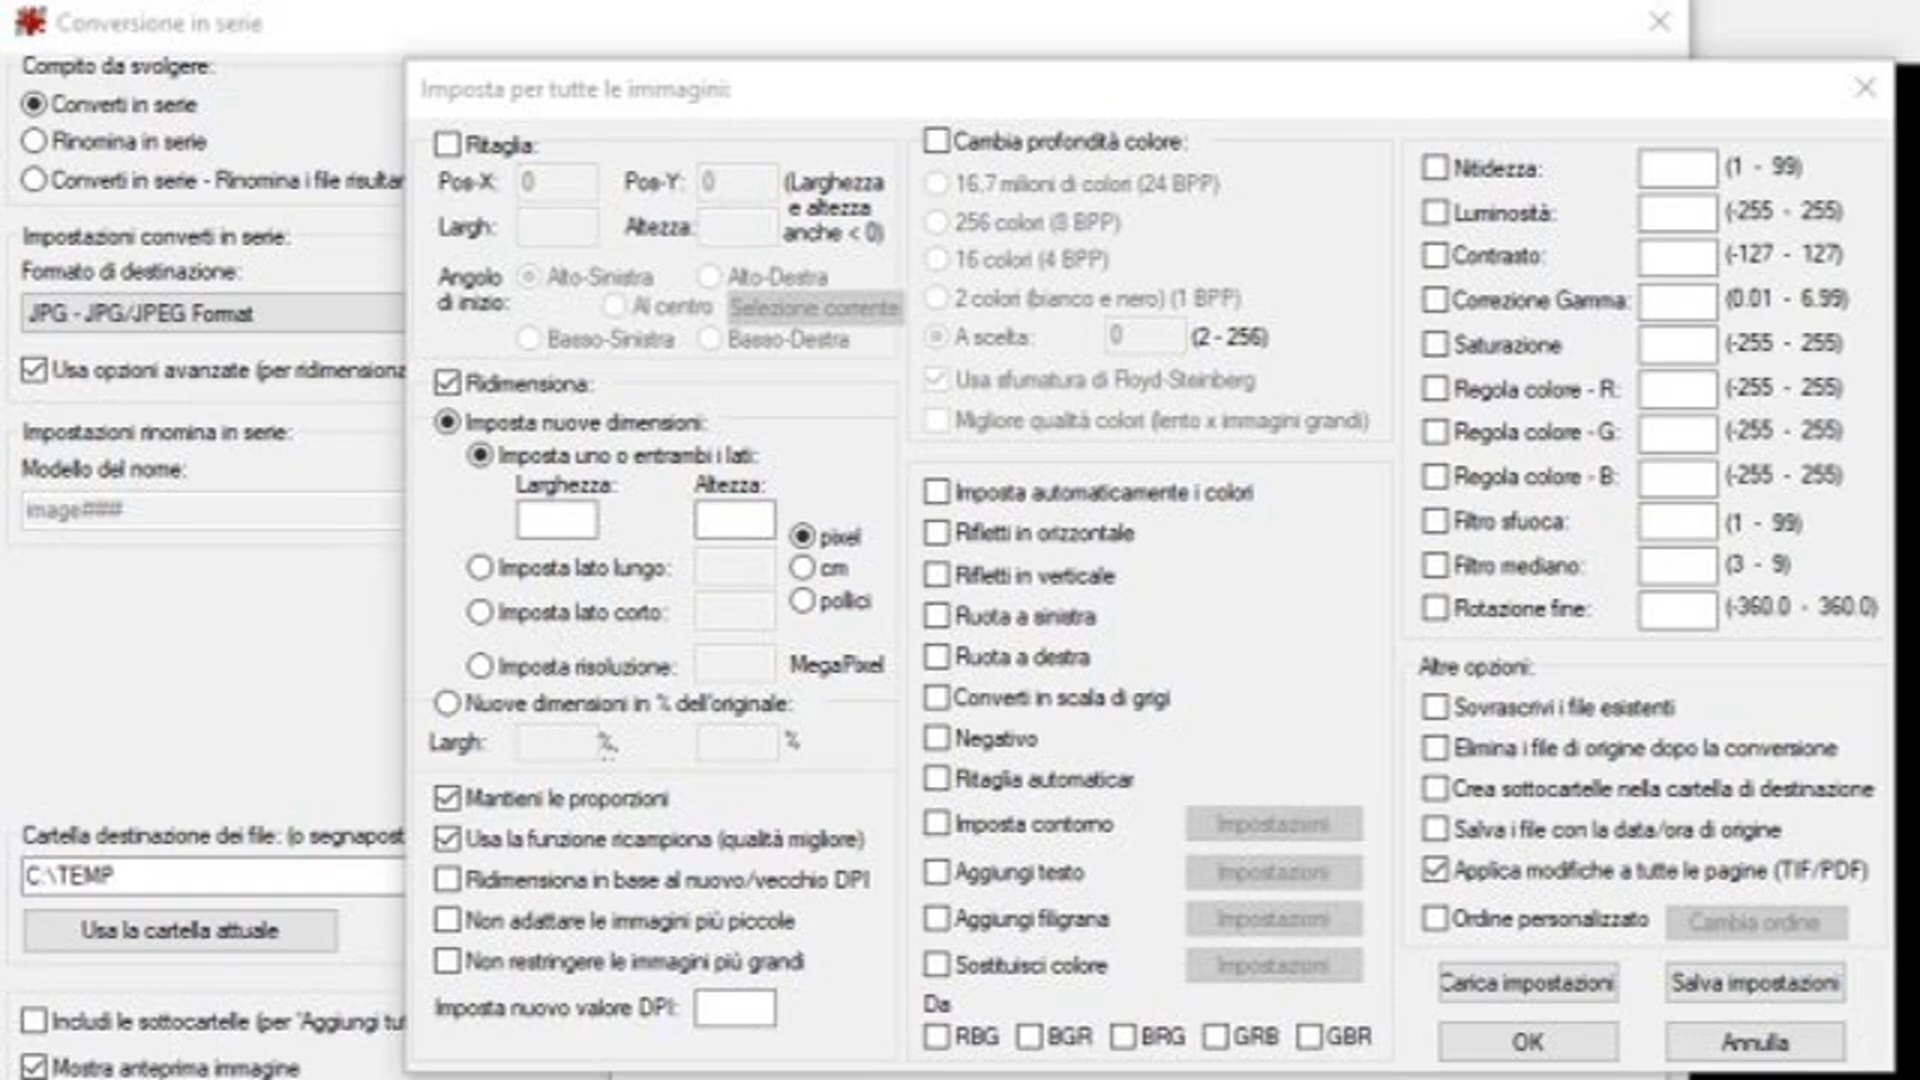 Conversione in serie
Compito da svolgere:
Converti in serie
Rinomina in serie
Converti in serie - Rinomina i file risultar
Impostazioni converti in serie:
Formato di destinazione:
JPG - JPG/JPEG Format
Usa opzioni avanzate (per ridimensiona
Impostazioni rinomina in serie:
Modello del nome:
image###
Cartella destinazione dei file: (o segnapost
C:\TEMP
Usa la cartella attuale
Includi le sottocartelle (per 'Aggiungi tut
Mostra anteprima immagine
Imposta per tutte le immagini:
Ritaglia:
Pos-X: 0 Pos-Y: 0 (Larghezza
e altezza
Largh: Altezza: anche < 0)
Angolo
di inizio:
Alto-Sinistra Alto-Destra
Al centro Selezione corrente
Basso-Sinistra Basso-Destra
Ridimensiona:
Imposta nuove dimensioni:
Imposta uno o entrambi i lati:
Larghezza: Altezza:
pixel
Imposta lato lungo: cm
pollici
Imposta lato corto:
Imposta risoluzione: MegaPixel
Nuove dimensioni in % dell'originale:
Largh: %, %
Mantieni le proporzioni
Usa la funzione ricampiona (qualità migliore)
Ridimensiona in base al nuovo/vecchio DPI
Non adattare le immagini più piccole
Non restringere le immagini più grandi
Imposta nuovo valore DPI:
Cambia profondità colore:
16,7 milioni di colori (24 BPP)
256 colori (8 BPP)
16 colori (4 BPP)
2 colori (bianco e nero) (1 BPP)
A scelta: 0 (2 - 256)
Usa sfumatura di Floyd-Steinberg
Migliore qualità colori (lento x immagini grandi)
Imposta automaticamente i colori
Rifletti in orizzontale
Rifletti in verticale
Ruota a sinistra
Ruota a destra
Converti in scala di grigi
Negativo
Ritaglia automaticar
Imposta contorno Impostazioni
Aggiungi testo Impostazioni
Aggiungi filigrana Impostazioni
Sostituisci colore Impostazioni
Da
RBG BGR BRG GRB GBR
Nitidezza: (1 - 99)
Luminosità: (-255 - 255)
Contrasto: (-127 - 127)
Correzione Gamma: (0.01 - 6.99)
Saturazione (-255 - 255)
Regola colore - R: (-255 - 255)
Regola colore - G: (-255 - 255)
Regola colore - B: (-255 - 255)
Filtro sfuoca: (1 - 99)
Filtro mediano: (3 - 9)
Rotazione fine: (-360.0 - 360.0)
Altre opzioni:
Sovrascrivi i file esistenti
Elimina i file di origine dopo la conversione
Crea sottocartelle nella cartella di destinazione
Salva i file con la data/ora di origine
Applica modifiche a tutte le pagine (TIF/PDF)
Ordine personalizzato Cambia ordine
Carica impostazioni Salva impostazioni
OK Annulla